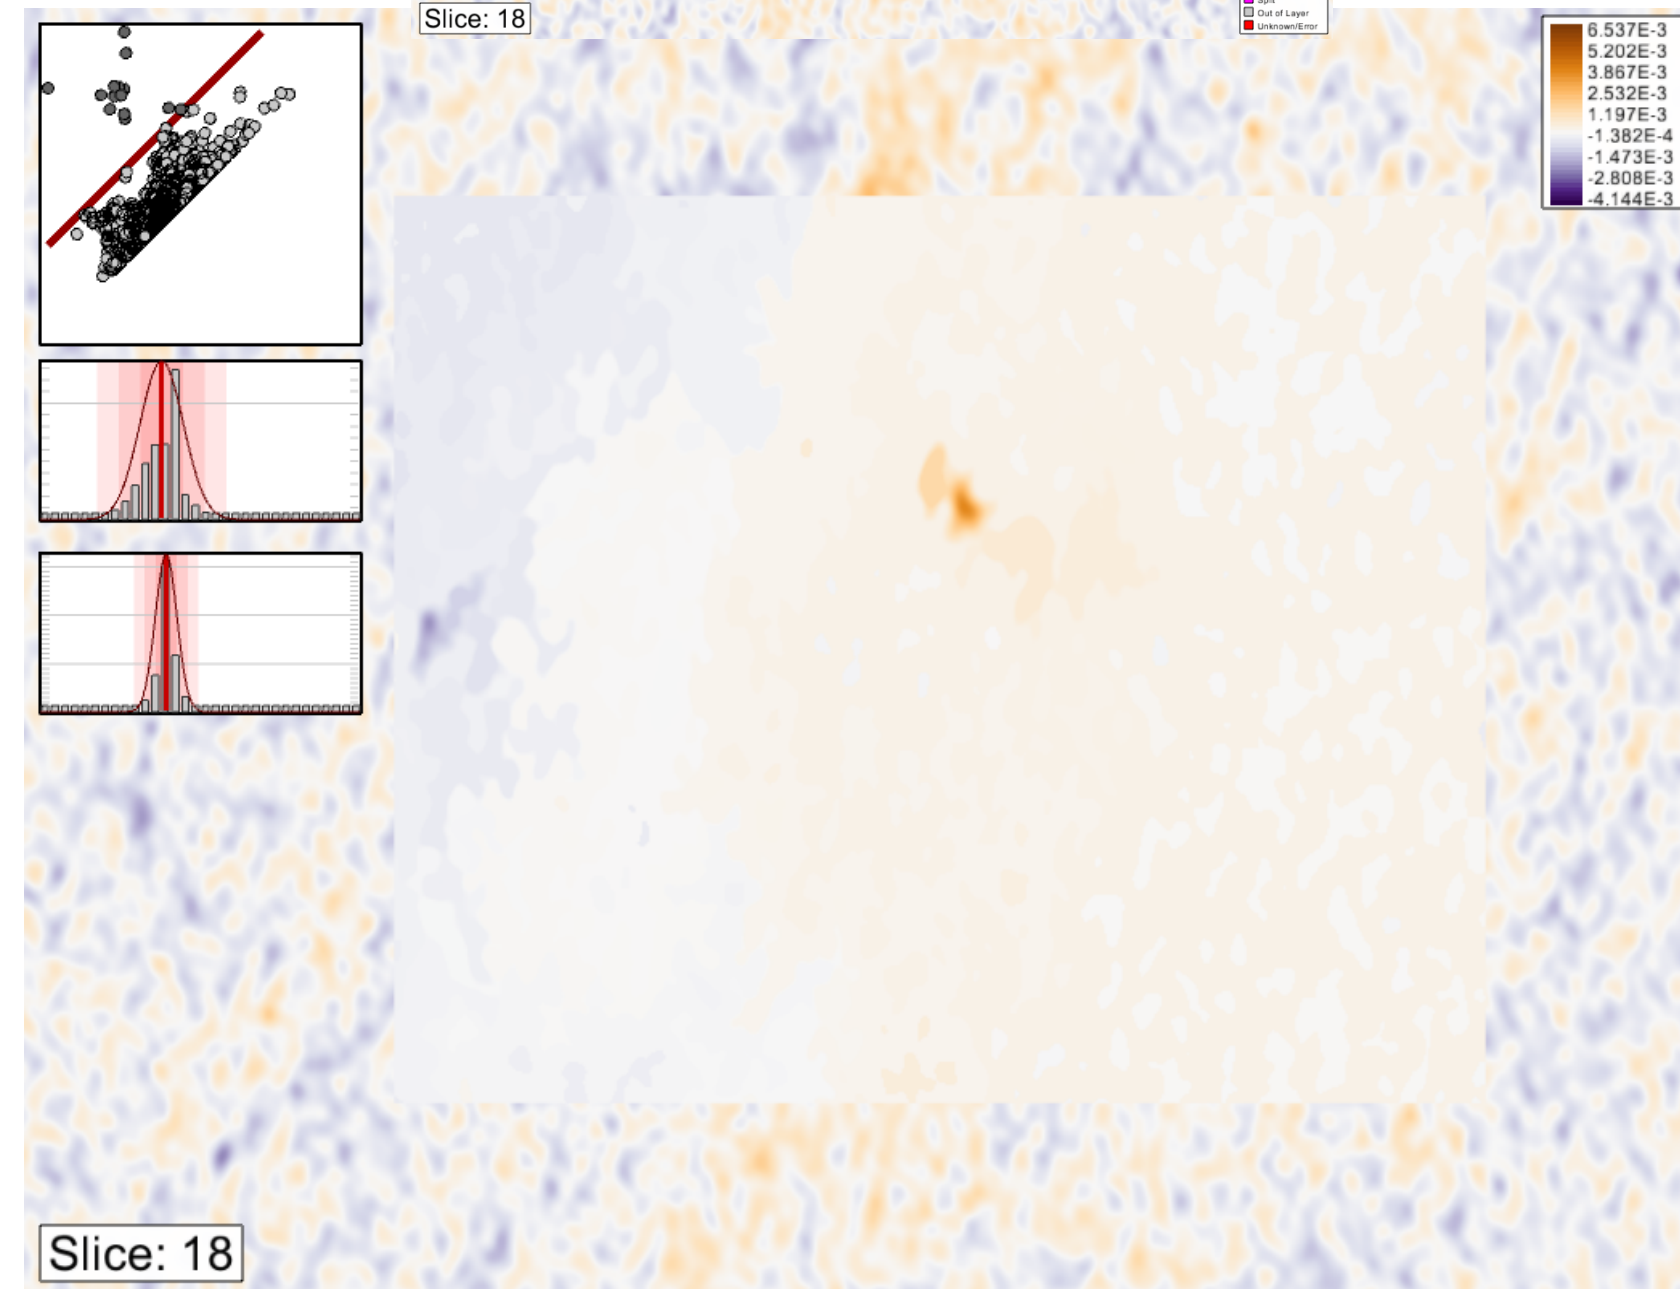 Slice: 18
Split
Out of Layer
Unknown/Error
6.537E-3
5.202E-3
3.867E-3
2.532E-3
1.197E-3
-1.382E-4
-1.473E-3
-2.808E-3
-4.144E-3
Slice: 18